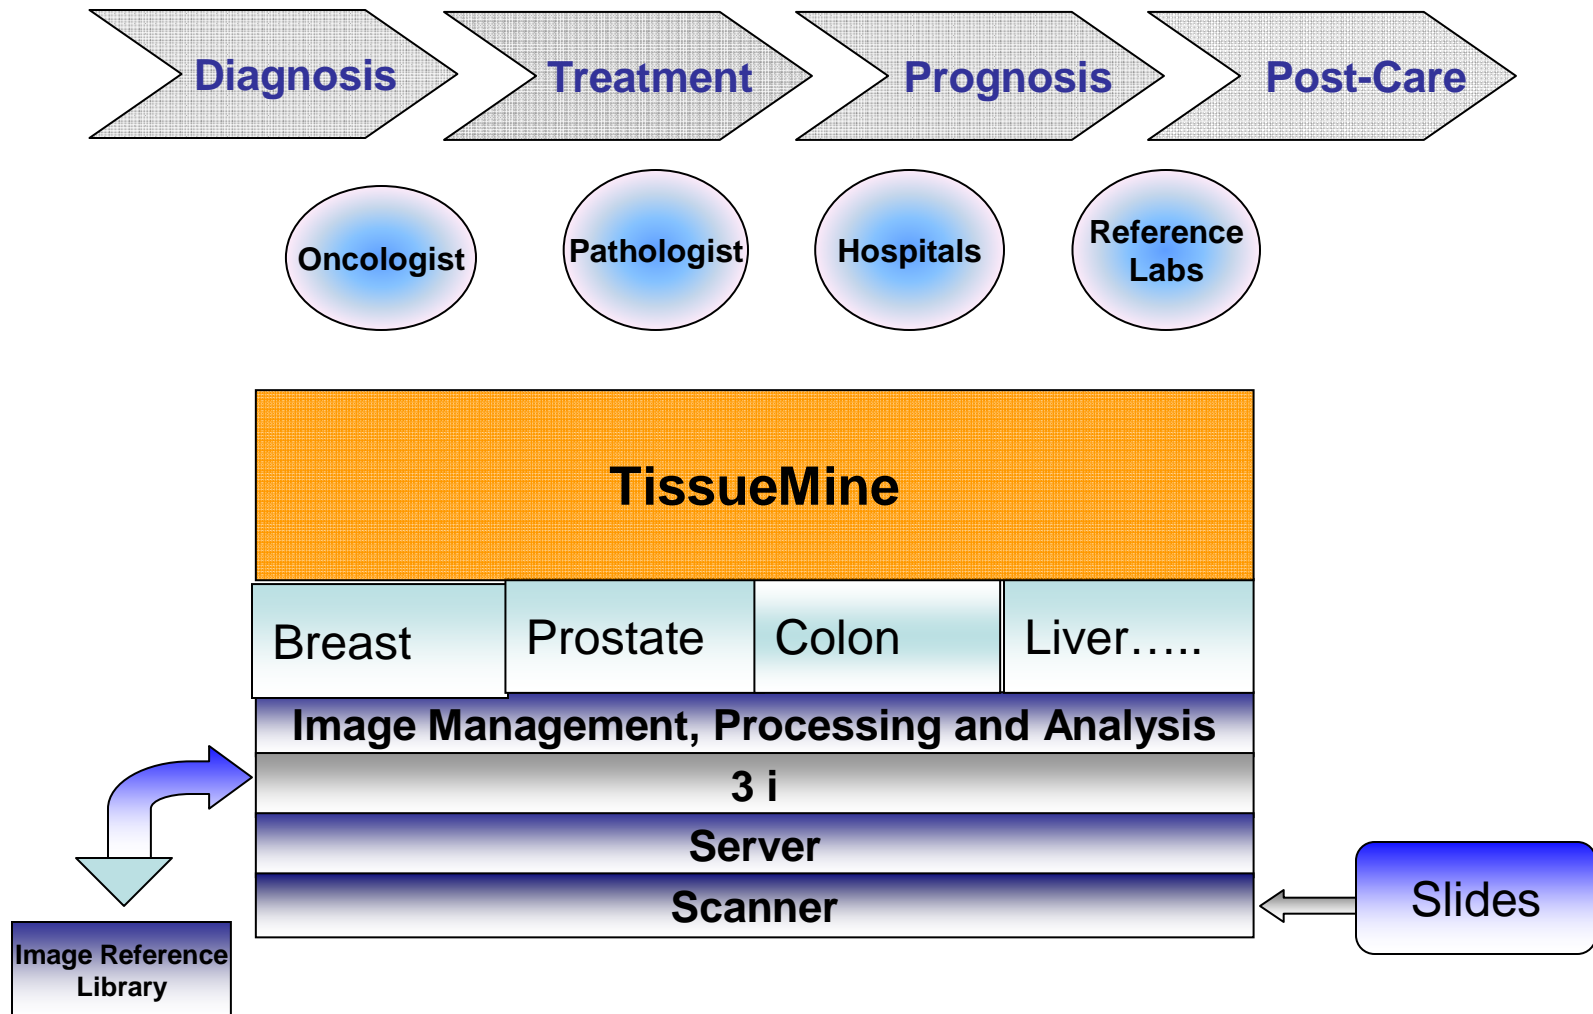 Diagnosis
Treatment
Prognosis
Post-Care
Oncologist
Pathologist
Hospitals
Reference
Labs
TissueMine
Breast
Prostate
Colon
Liver…..
Image Management, Processing and Analysis
3 i
Server
Scanner
Slides
Image Reference
Library